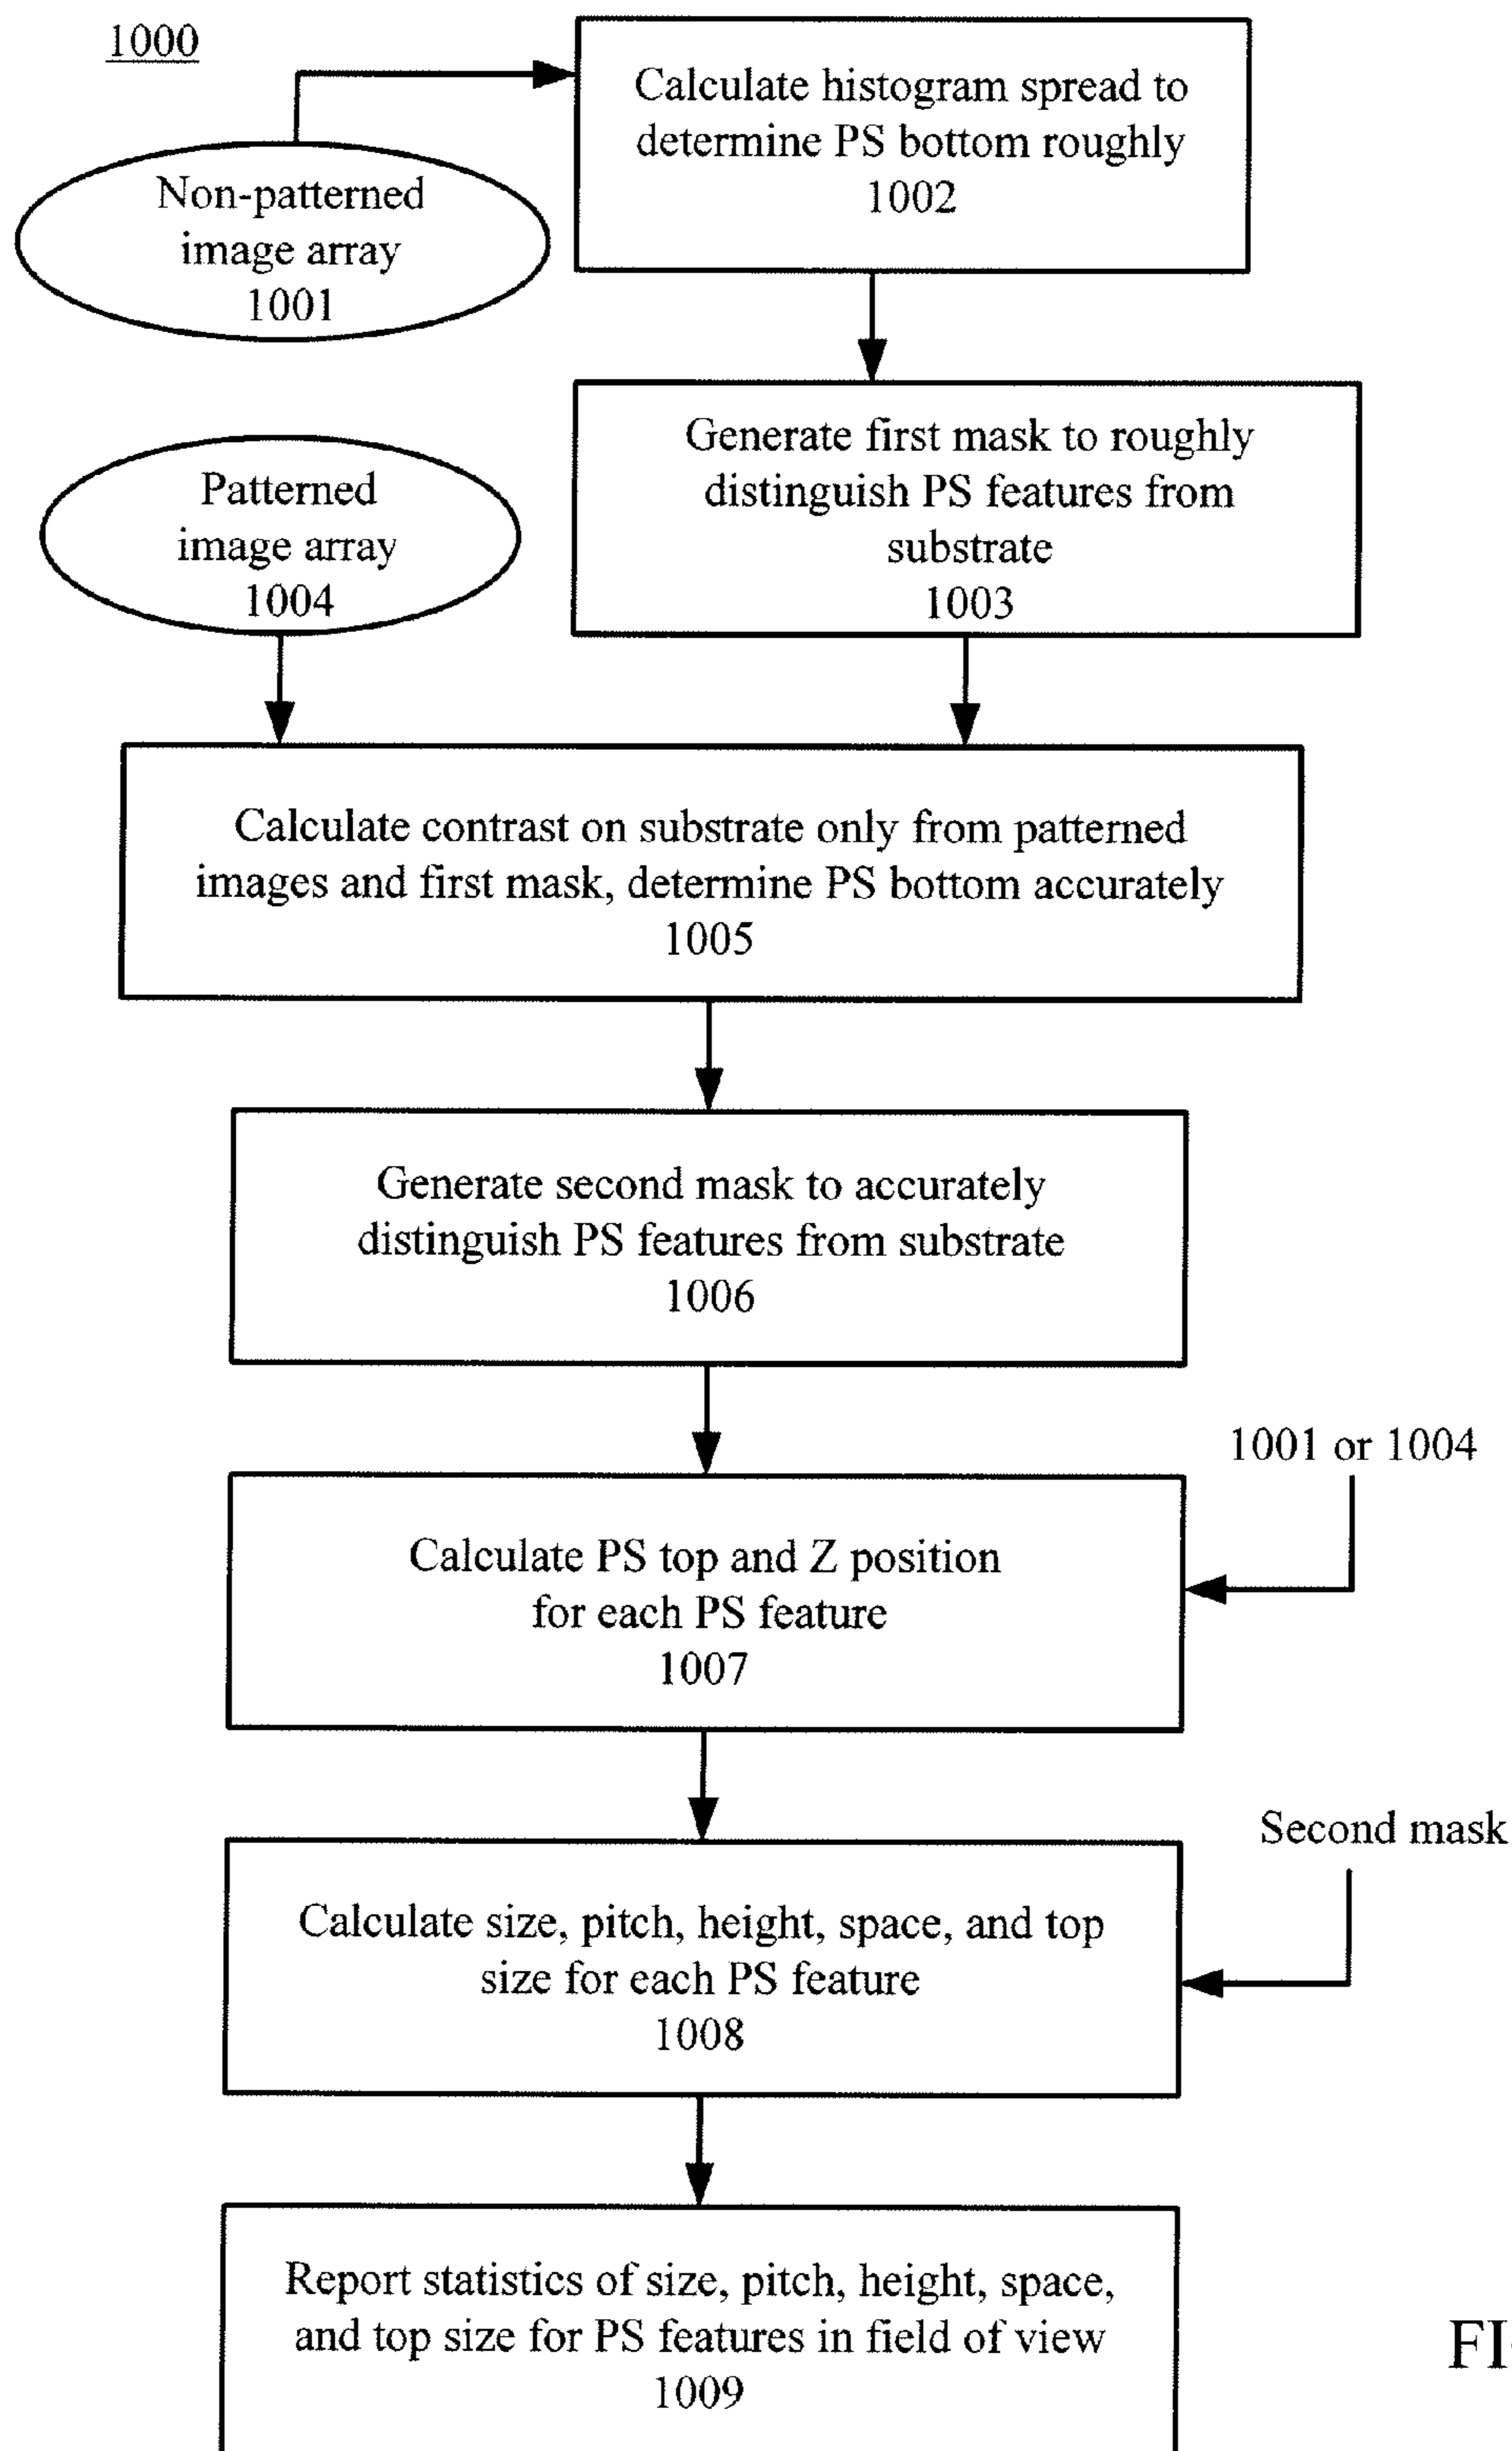 1000
Calculate histogram spread to
determine PS bottom roughly
1002
Non-patterned
image array
1001
Generate first mask to roughly
distinguish PS features from
substrate
1003
Patterned
image array
1004
Calculate contrast on substrate only from patterned
images and first mask, determine PS bottom accurately
1005
Generate second mask to accurately
distinguish PS features from substrate
1006
1001 or 1004
Calculate PS top and Z position
for each PS feature
1007
Second mask
Calculate size, pitch, height, space, and top
size for each PS feature
1008
Report statistics of size, pitch, height, space,
and top size for PS features in field of view
1009